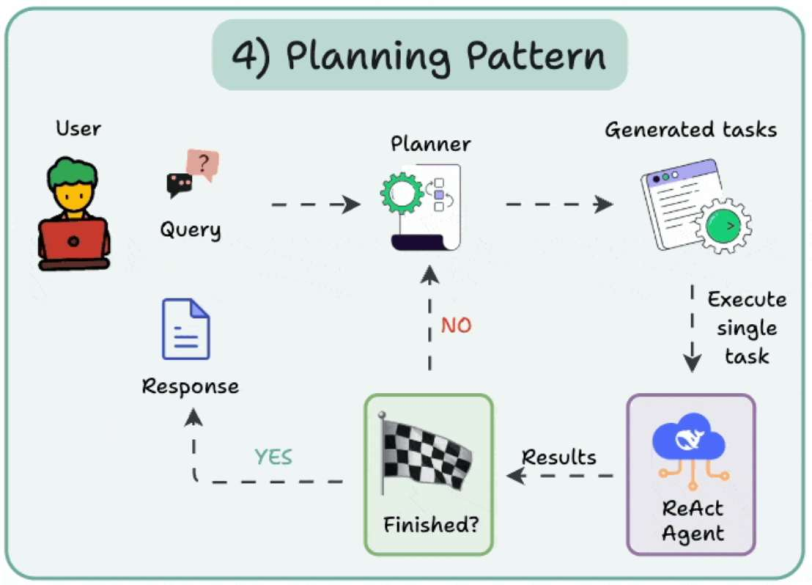 4) Planning Pattern
User
Query
Planner
Generated tasks
Execute
single
task
NO
Response
YES
Finished?
Results
ReAct
Agent